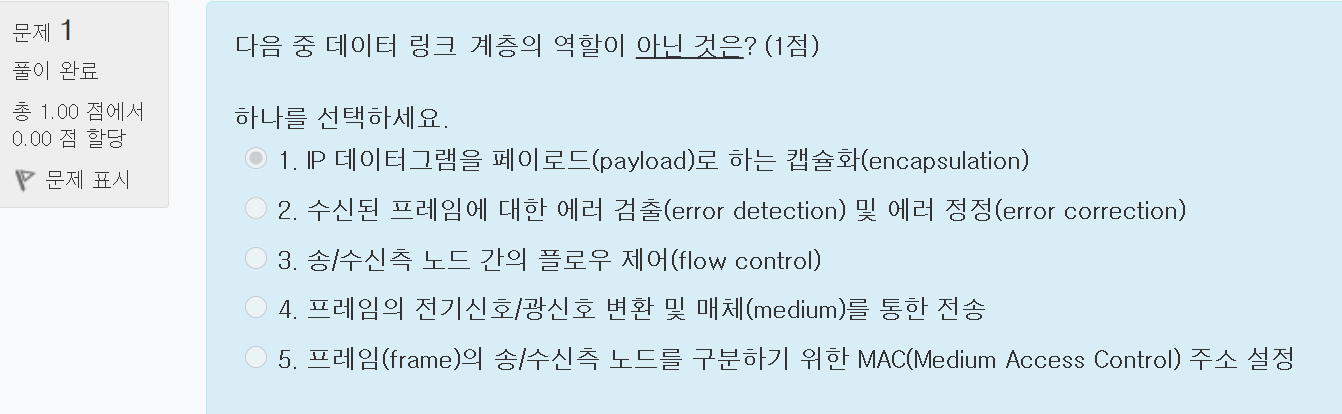 문제 1
풀이 완료
총 1.00 점에서
0.00 점 할당
문제 표시
다음 중 데이터 링크 계층의 역할이 아닌 것은? (1점)
하나를 선택하세요.
1. IP 데이터그램을 페이로드(payload)로 하는 캡슐화(encapsulation)
2. 수신된 프레임에 대한 에러 검출(error detection) 및 에러 정정(error correction)
3. 송/수신측 노드 간의 플로우 제어(flow control)
4. 프레임의 전기신호/광신호 변환 및 매체(medium)를 통한 전송
5. 프레임(frame)의 송/수신측 노드를 구분하기 위한 MAC(Medium Access Control) 주소 설정